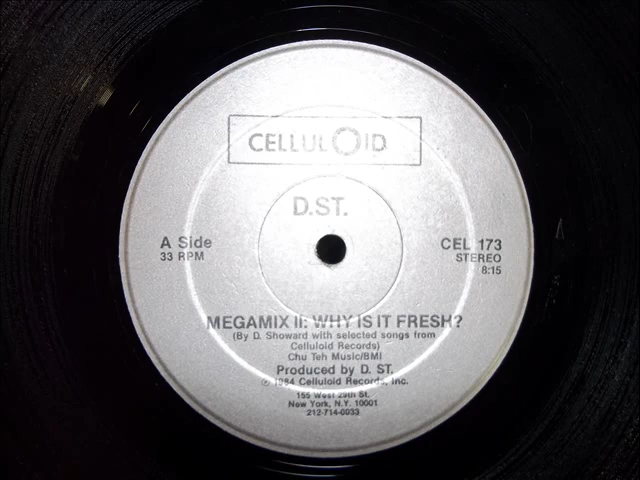 CELLULOID
D.ST.
A Side
33 RPM
CEL 173
STEREO
8:15
MEGAMIX II: WHY IS IT FRESH?
(By D. Showard with selected songs from
Celluloid Records)
Chu Teh Music/BMI
Produced by D. ST.
© 1984 Celluloid Records, Inc.
155 West 29th St.
New York, N.Y. 10001
212-714-0033